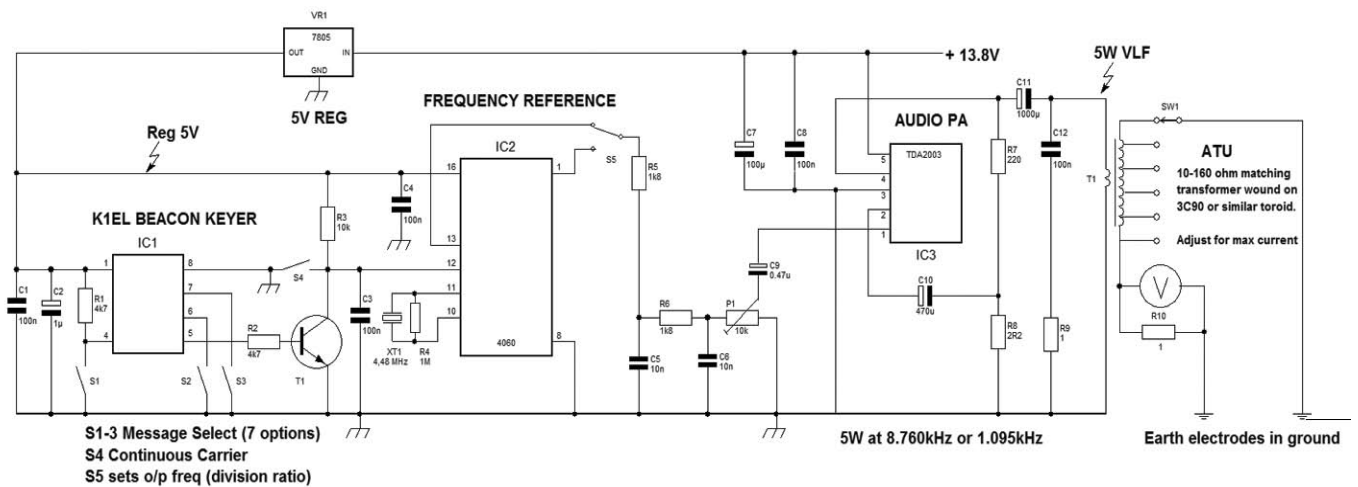 VR1
7805
OUT
IN
GND
5V REG
+ 13.8V
5W VLF
Reg 5V
FREQUENCY REFERENCE
IC2
S5
R5
1k8
C7
100µ
C8
100n
AUDIO PA
TDA2003
5
4
3
2
1
IC3
R7
220
C11
1000µ
C12
100n
T1
SW1
ATU
10-160 ohm matching
transformer wound on
3C90 or similar toroid.
Adjust for max current
V
R10
1
K1EL BEACON KEYER
IC1
1
4
8
7
6
5
C1
100n
C2
1µ
R1
4k7
S1
S2
S3
R2
4k7
T1
R3
10k
S4
C4
100n
C3
100n
XT1
4,48 MHz
R4
1M
16
13
12
11
10
1
8
4060
R6
1k8
C5
10n
C6
10n
P1
10k
C9
0.47u
C10
470u
R8
2R2
R9
1
S1-3 Message Select (7 options)
S4 Continuous Carrier
S5 sets o/p freq (division ratio)
5W at 8.760kHz or 1.095kHz
Earth electrodes in ground